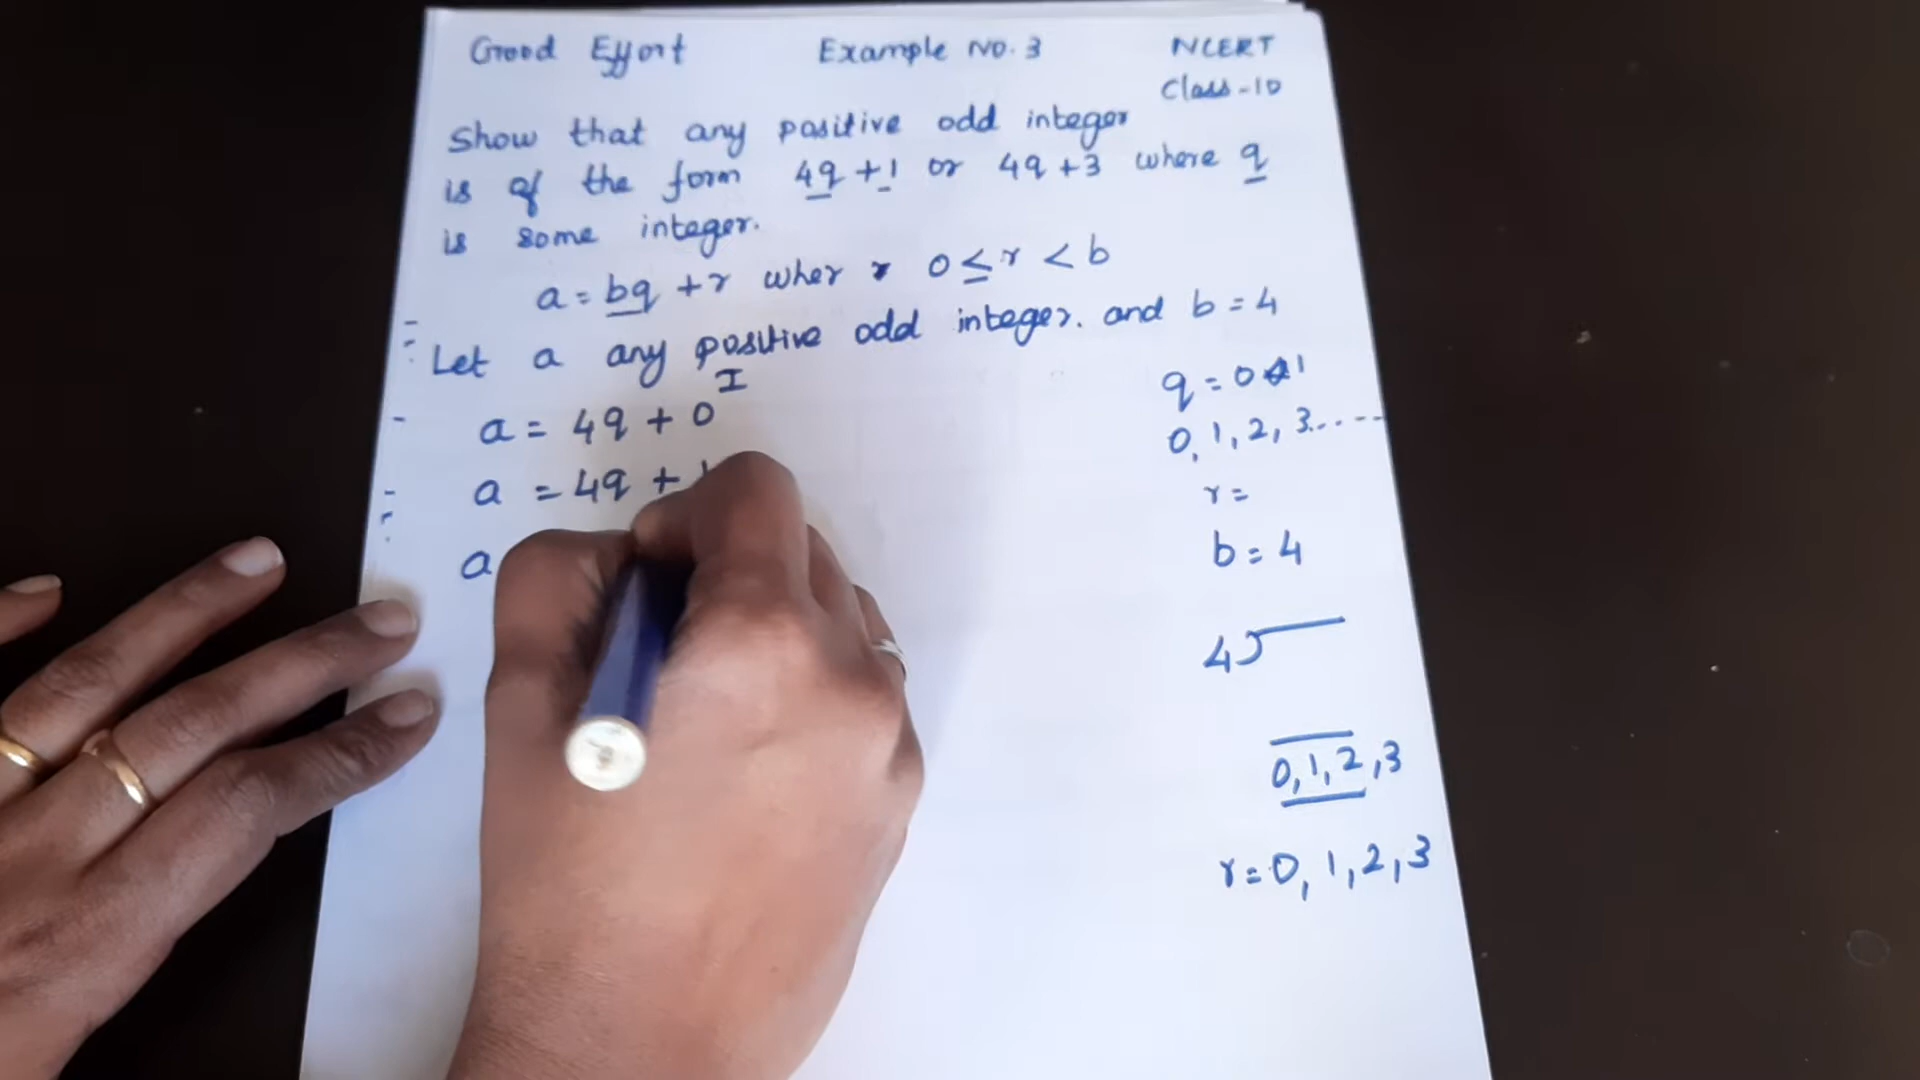 Good Effort Example No. 3 NCERT
Class-10
Show that any positive odd integer
is of the form 4q + 1 or 4q + 3 where q
is some integer.
a = bq + r wher r 0 ≤ r < b
Let a any positive odd integer. and b = 4
I
a = 4q + 0
a = 4q +
a
q = 0 1
0, 1, 2, 3.....
r =
b = 4
4
0, 1, 2, 3
r = 0, 1, 2, 3